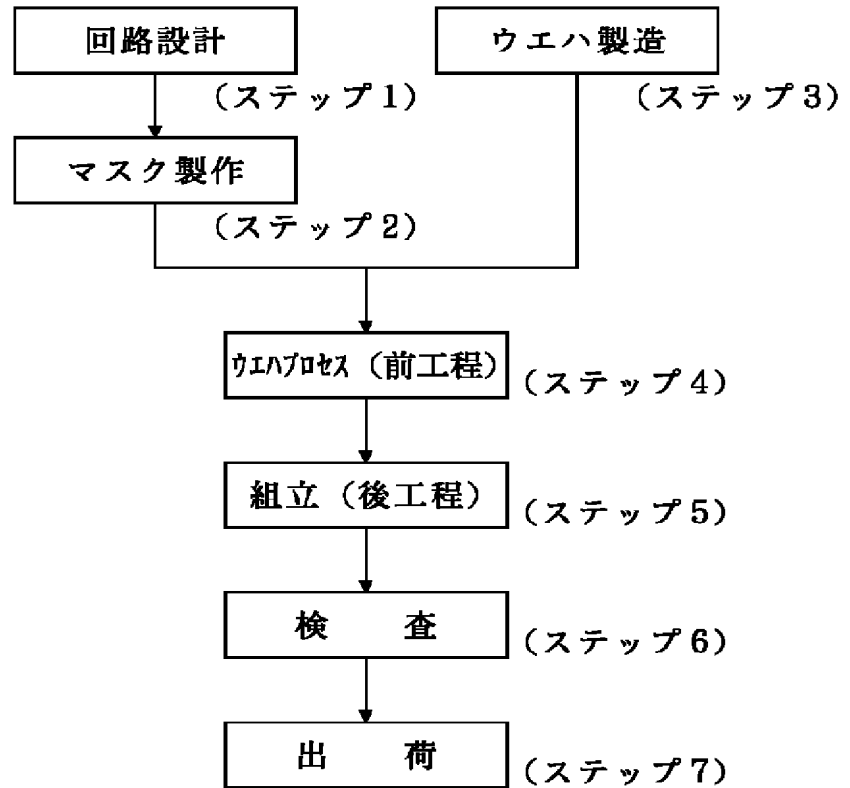 回路設計
(ステップ1)
マスク製作
(ステップ2)
ウエハ製造
(ステップ3)
ｳｴﾊﾌﾟﾛｾｽ(前工程)
(ステップ4)
組立(後工程)
(ステップ5)
検　査
(ステップ6)
出　荷
(ステップ7)